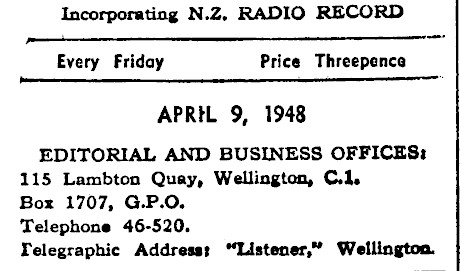 Incorporating N.Z. RADIO RECORD
Every Friday Price Threepence
APRIL 9, 1948
EDITORIAL AND BUSINESS OFFICES:
115 Lambton Quay, Wellington, C.1.
Box 1707, G.P.O.
Telephone 46-520.
Telegraphic Address: "Listener," Wellington.